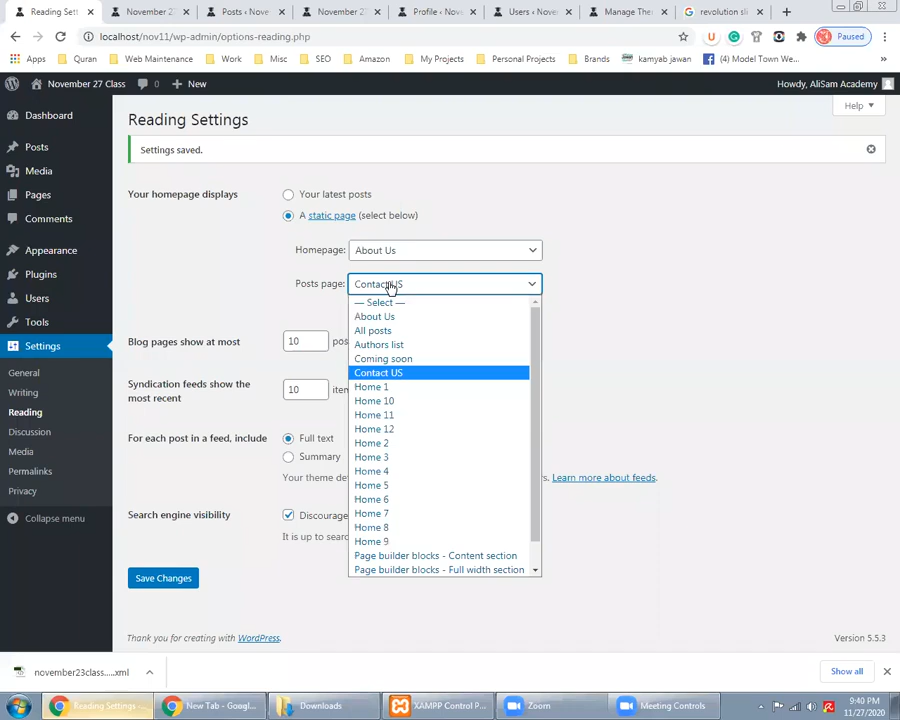 Reading Sett
November 27
Posts ‹ Nove
November 27
Profile ‹ Nov
Users ‹ Nove
Manage The
revolution sli
localhost/nov11/wp-admin/options-reading.php
Paused
Apps
Quran
Web Maintenance
Work
Misc
SEO
Amazon
My Projects
Personal Projects
Brands
kamyab jawan
(4) Model Town We...
November 27 Class
0
New
Howdy, AliSam Academy
Help
Dashboard
Posts
Media
Pages
Comments
Appearance
Plugins
Users
Tools
Settings
General
Writing
Reading
Discussion
Media
Permalinks
Privacy
Collapse menu
Reading Settings
Settings saved.
Your homepage displays
Your latest posts
A static page (select below)
Homepage: About Us
Posts page: Contact US
— Select —
About Us
All posts
Authors list
Coming soon
Contact US
Home 1
Home 10
Home 11
Home 12
Home 2
Home 3
Home 4
Home 5
Home 6
Home 7
Home 8
Home 9
Page builder blocks - Content section
Page builder blocks - Full width section
Blog pages show at most
10 pos
Syndication feeds show the
most recent
10 iten
For each post in a feed, include
Full text
Summary
Your theme det
s. Learn more about feeds.
Search engine visibility
Discourage
It is up to searc
Save Changes
Thank you for creating with WordPress.
Version 5.5.3
november23class.....xml
Show all
Reading Settings ‹...
New Tab - Googl...
Downloads
XAMPP Control P...
Zoom
Meeting Controls
9:40 PM
11/27/2020